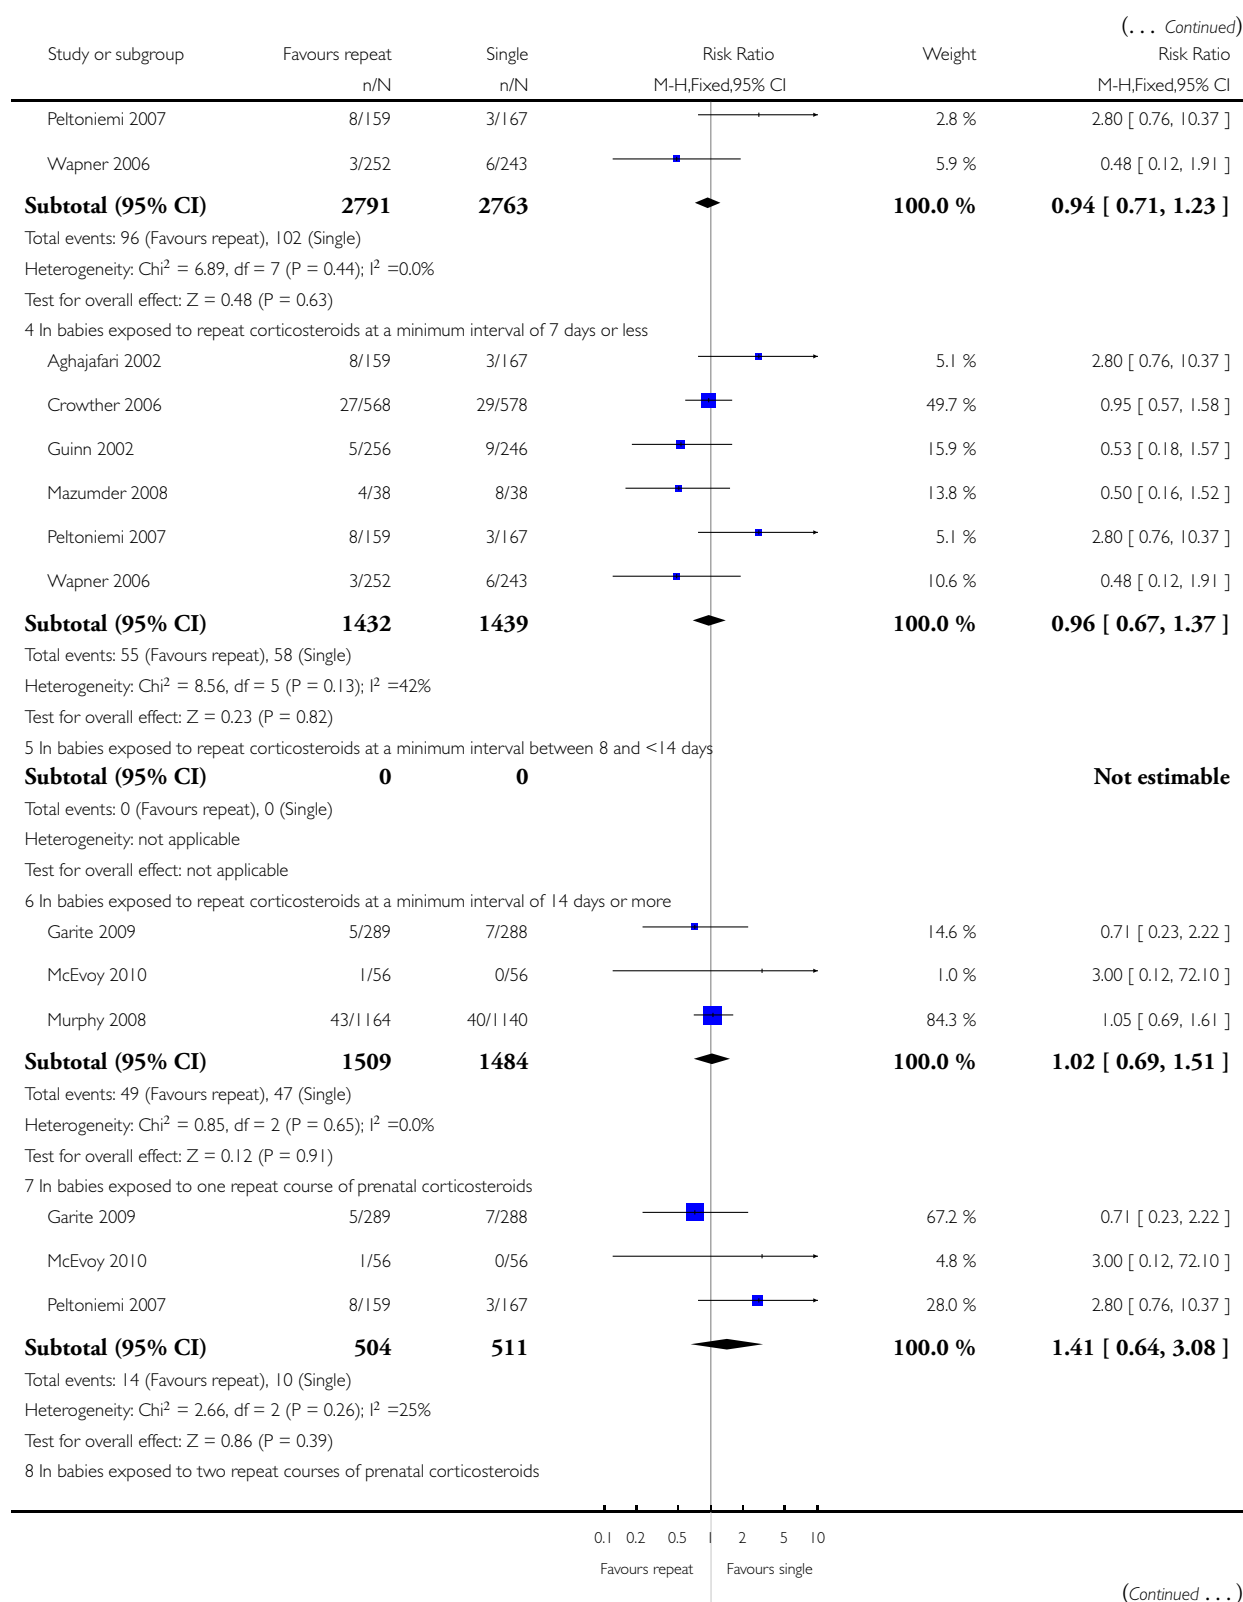 (... Continued)
Study or subgroup Favours repeat Single Risk Ratio Weight Risk Ratio
n/N n/N M-H,Fixed,95% CI M-H,Fixed,95% CI
Peltoniemi 2007 8/159 3/167 2.8 % 2.80 [ 0.76, 10.37 ]
Wapner 2006 3/252 6/243 5.9 % 0.48 [ 0.12, 1.91 ]
Subtotal (95% CI) 2791 2763 100.0 % 0.94 [ 0.71, 1.23 ]
Total events: 96 (Favours repeat), 102 (Single)
Heterogeneity: Chi² = 6.89, df = 7 (P = 0.44); I² =0.0%
Test for overall effect: Z = 0.48 (P = 0.63)
4 In babies exposed to repeat corticosteroids at a minimum interval of 7 days or less
Aghajafari 2002 8/159 3/167 5.1 % 2.80 [ 0.76, 10.37 ]
Crowther 2006 27/568 29/578 49.7 % 0.95 [ 0.57, 1.58 ]
Guinn 2002 5/256 9/246 15.9 % 0.53 [ 0.18, 1.57 ]
Mazumder 2008 4/38 8/38 13.8 % 0.50 [ 0.16, 1.52 ]
Peltoniemi 2007 8/159 3/167 5.1 % 2.80 [ 0.76, 10.37 ]
Wapner 2006 3/252 6/243 10.6 % 0.48 [ 0.12, 1.91 ]
Subtotal (95% CI) 1432 1439 100.0 % 0.96 [ 0.67, 1.37 ]
Total events: 55 (Favours repeat), 58 (Single)
Heterogeneity: Chi² = 8.56, df = 5 (P = 0.13); I² =42%
Test for overall effect: Z = 0.23 (P = 0.82)
5 In babies exposed to repeat corticosteroids at a minimum interval between 8 and <14 days
Subtotal (95% CI) 0 0 Not estimable
Total events: 0 (Favours repeat), 0 (Single)
Heterogeneity: not applicable
Test for overall effect: not applicable
6 In babies exposed to repeat corticosteroids at a minimum interval of 14 days or more
Garite 2009 5/289 7/288 14.6 % 0.71 [ 0.23, 2.22 ]
McEvoy 2010 1/56 0/56 1.0 % 3.00 [ 0.12, 72.10 ]
Murphy 2008 43/1164 40/1140 84.3 % 1.05 [ 0.69, 1.61 ]
Subtotal (95% CI) 1509 1484 100.0 % 1.02 [ 0.69, 1.51 ]
Total events: 49 (Favours repeat), 47 (Single)
Heterogeneity: Chi² = 0.85, df = 2 (P = 0.65); I² =0.0%
Test for overall effect: Z = 0.12 (P = 0.91)
7 In babies exposed to one repeat course of prenatal corticosteroids
Garite 2009 5/289 7/288 67.2 % 0.71 [ 0.23, 2.22 ]
McEvoy 2010 1/56 0/56 4.8 % 3.00 [ 0.12, 72.10 ]
Peltoniemi 2007 8/159 3/167 28.0 % 2.80 [ 0.76, 10.37 ]
Subtotal (95% CI) 504 511 100.0 % 1.41 [ 0.64, 3.08 ]
Total events: 14 (Favours repeat), 10 (Single)
Heterogeneity: Chi² = 2.66, df = 2 (P = 0.26); I² =25%
Test for overall effect: Z = 0.86 (P = 0.39)
8 In babies exposed to two repeat courses of prenatal corticosteroids
0.1 0.2 0.5 1 2 5 10
Favours repeat Favours single
(Continued ...)